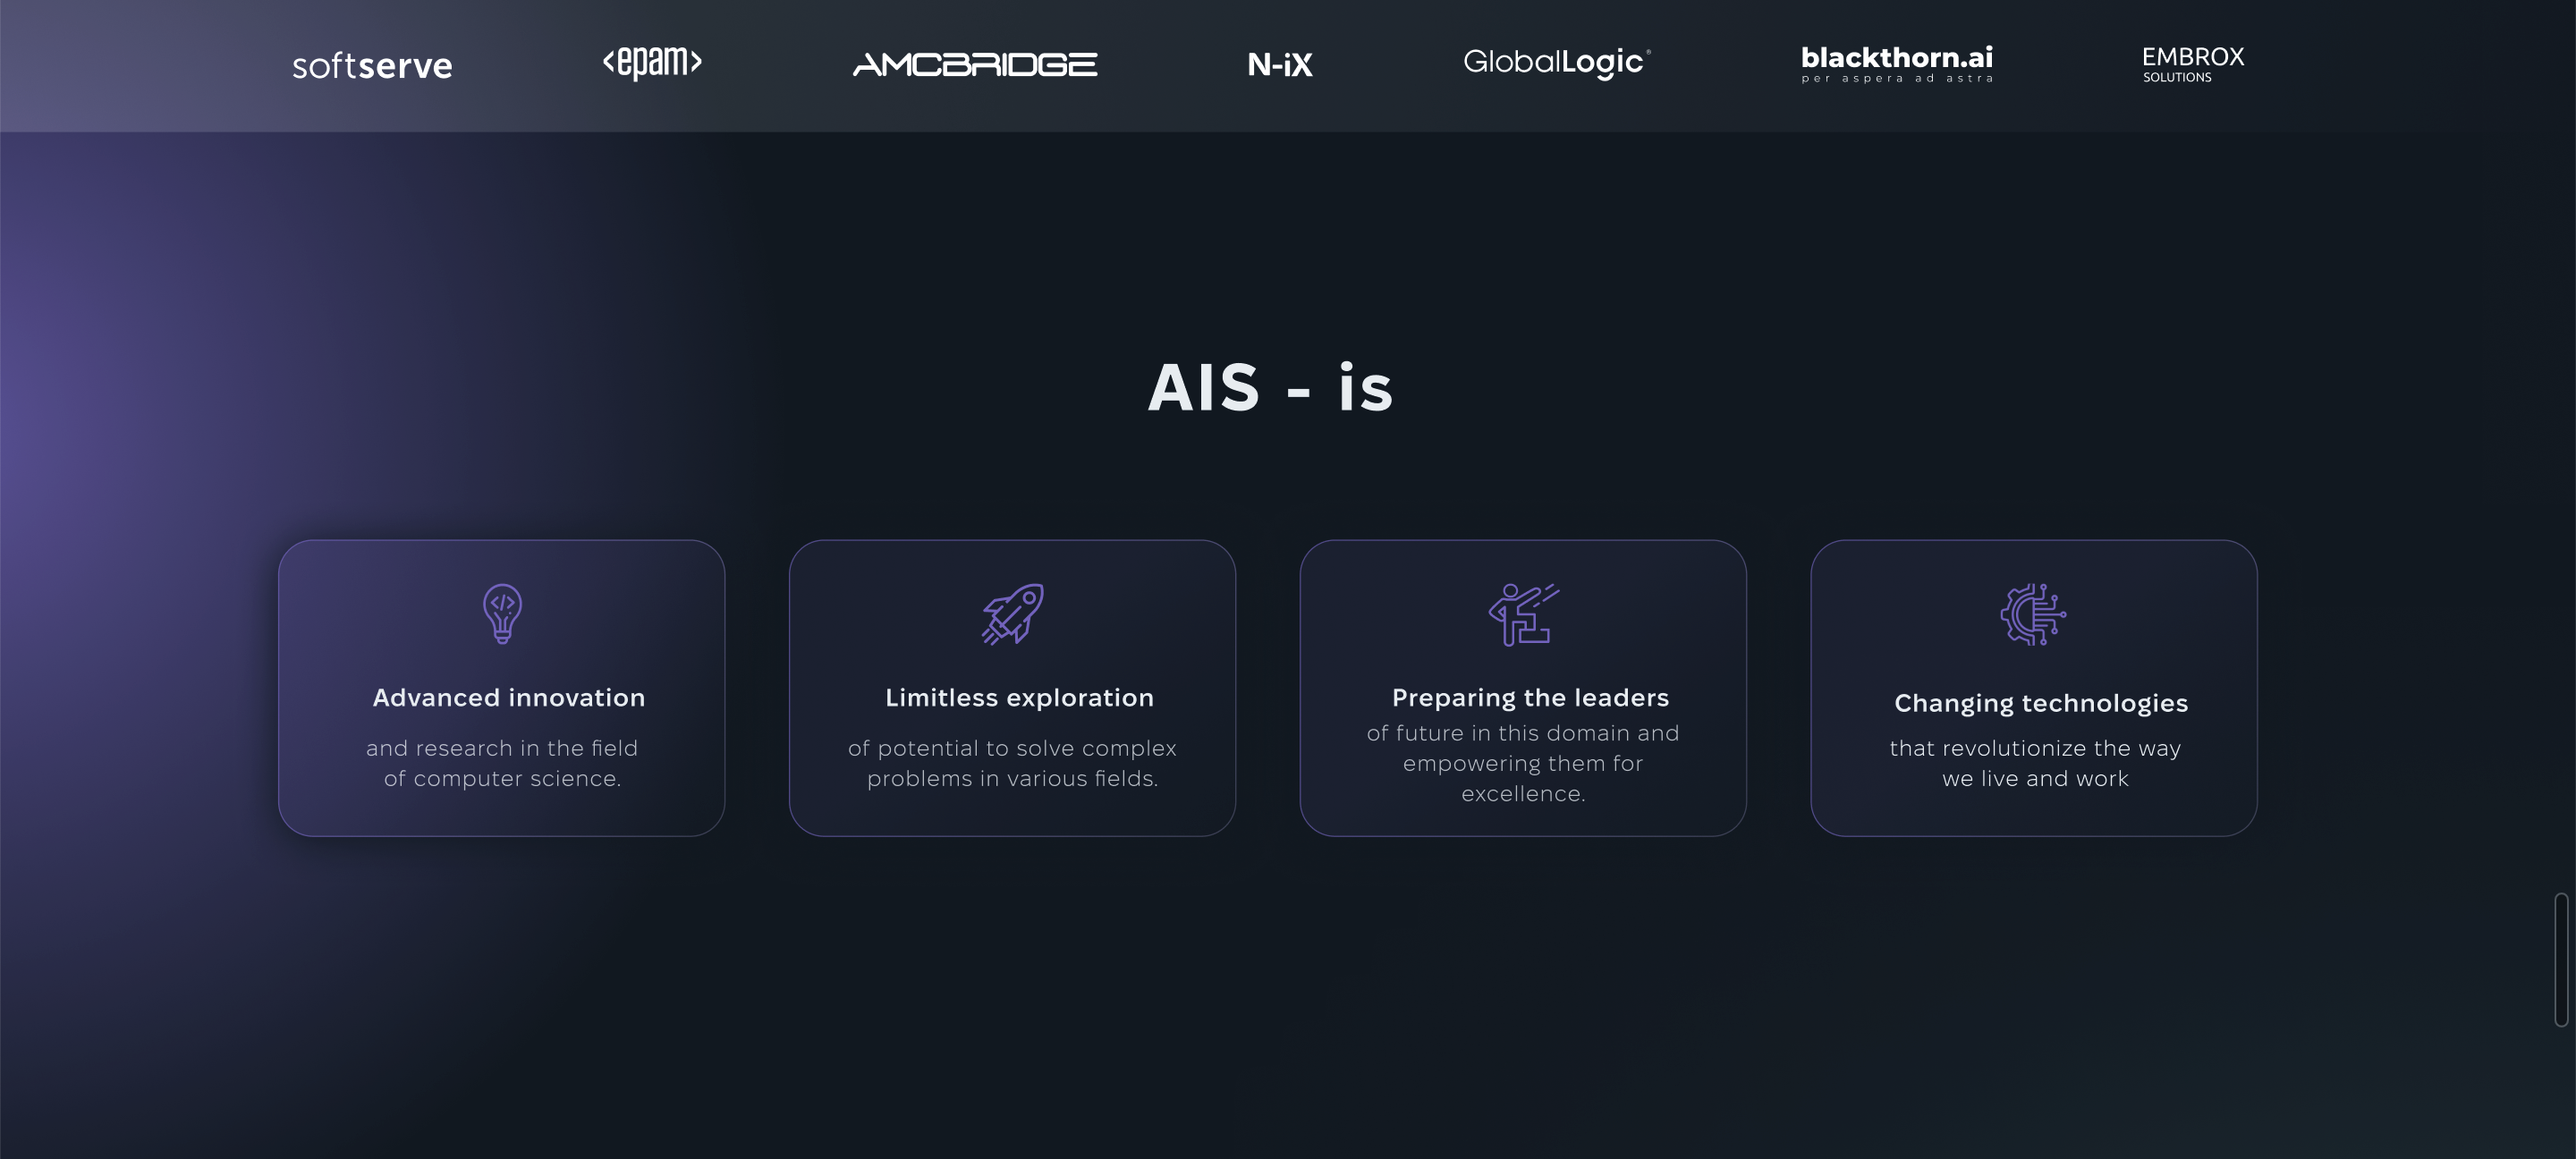 softserve
<epam>
AMCBRIDGE
N-iX
GlobalLogic®
blackthorn.ai
per aspera ad astra
EMBROX
SOLUTIONS
AIS - is
Advanced innovation
and research in the field
of computer science.
Limitless exploration
of potential to solve complex
problems in various fields.
Preparing the leaders
of future in this domain and
empowering them for
excellence.
Changing technologies
that revolutionize the way
we live and work